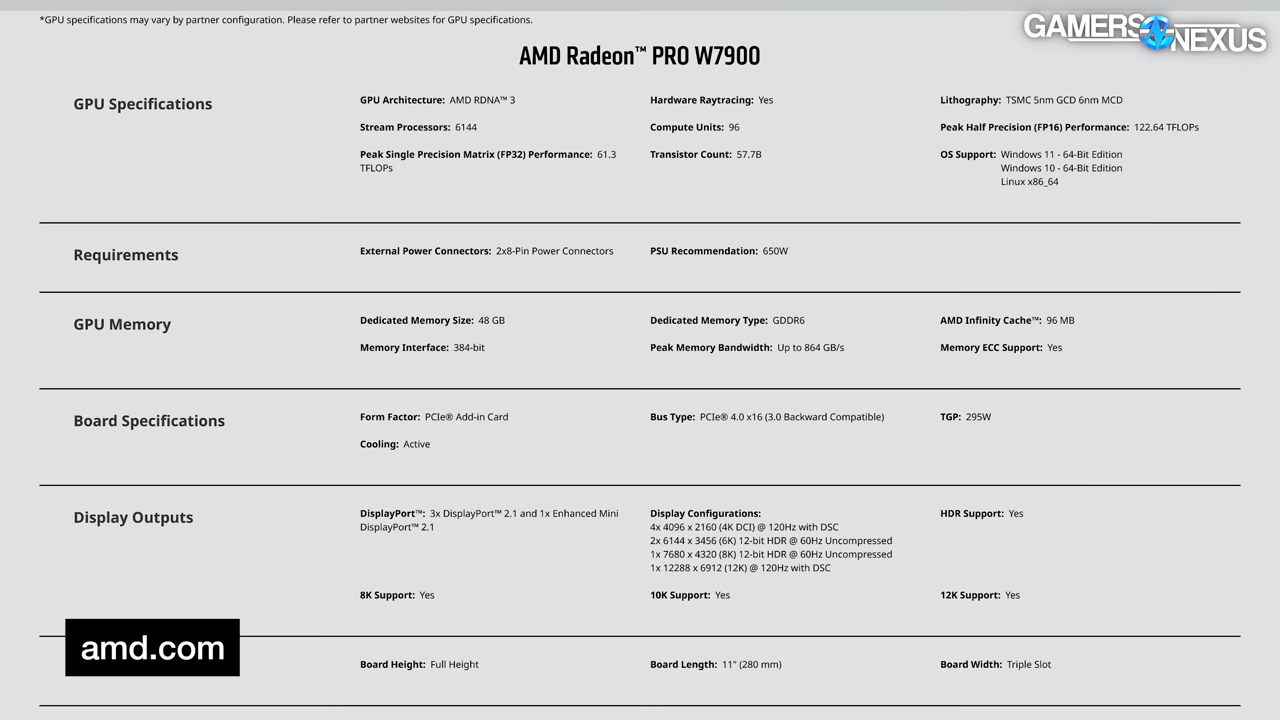 *GPU specifications may vary by partner configuration. Please refer to partner websites for GPU specifications.
GAMERS NEXUS
AMD Radeon™ PRO W7900
GPU Specifications
GPU Architecture: AMD RDNA™ 3
Hardware Raytracing: Yes
Lithography: TSMC 5nm GCD 6nm MCD
Stream Processors: 6144
Compute Units: 96
Peak Half Precision (FP16) Performance: 122.64 TFLOPs
Peak Single Precision Matrix (FP32) Performance: 61.3
TFLOPs
Transistor Count: 57.7B
OS Support: Windows 11 - 64-Bit Edition
Windows 10 - 64-Bit Edition
Linux x86_64
Requirements
External Power Connectors: 2x8-Pin Power Connectors
PSU Recommendation: 650W
GPU Memory
Dedicated Memory Size: 48 GB
Dedicated Memory Type: GDDR6
AMD Infinity Cache™: 96 MB
Memory Interface: 384-bit
Peak Memory Bandwidth: Up to 864 GB/s
Memory ECC Support: Yes
Board Specifications
Form Factor: PCIe® Add-in Card
Bus Type: PCIe® 4.0 x16 (3.0 Backward Compatible)
TGP: 295W
Cooling: Active
Display Outputs
DisplayPort™: 3x DisplayPort™ 2.1 and 1x Enhanced Mini
DisplayPort™ 2.1
Display Configurations:
4x 4096 x 2160 (4K DCI) @ 120Hz with DSC
2x 6144 x 3456 (6K) 12-bit HDR @ 60Hz Uncompressed
1x 7680 x 4320 (8K) 12-bit HDR @ 60Hz Uncompressed
1x 12288 x 6912 (12K) @ 120Hz with DSC
HDR Support: Yes
8K Support: Yes
10K Support: Yes
12K Support: Yes
amd.com
Board Height: Full Height
Board Length: 11" (280 mm)
Board Width: Triple Slot